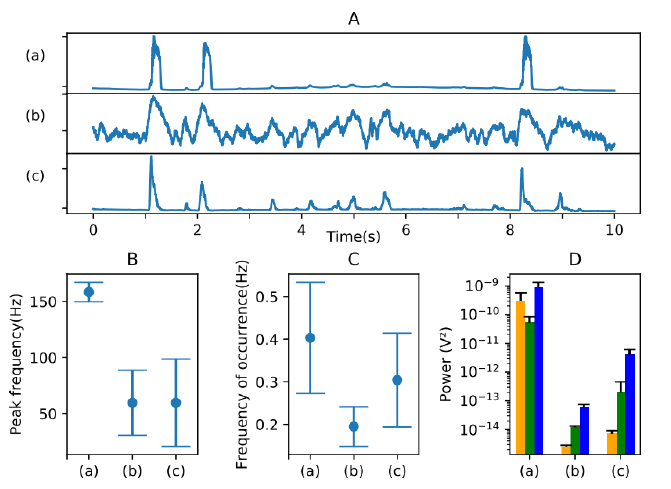 A
(a)
(b)
(c)
0 2 4 6 8 10
Time(s)
B C D
Peak frequency(Hz)
150
100
50
(a) (b) (c)
Frequency of occurrence(Hz)
0.5
0.4
0.3
0.2
(a) (b) (c)
Power (V²)
10⁻⁹
10⁻¹⁰
10⁻¹¹
10⁻¹²
10⁻¹³
10⁻¹⁴
(a) (b) (c)